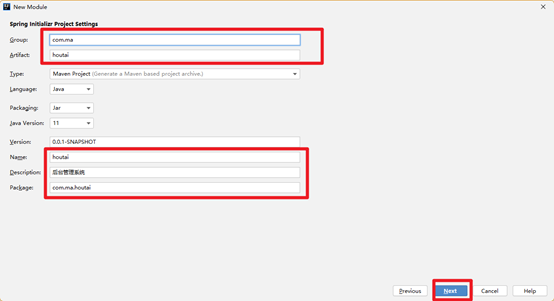 New Module
Spring Initializr Project Settings
Group: com.ma
Artifact: houtai
Type: Maven Project (Generate a Maven based project archive.)
Language: Java
Packaging: Jar
Java Version: 11
Version: 0.0.1-SNAPSHOT
Name: houtai
Description: 后台管理系统
Package: com.ma.houtai
Previous Next Cancel Help